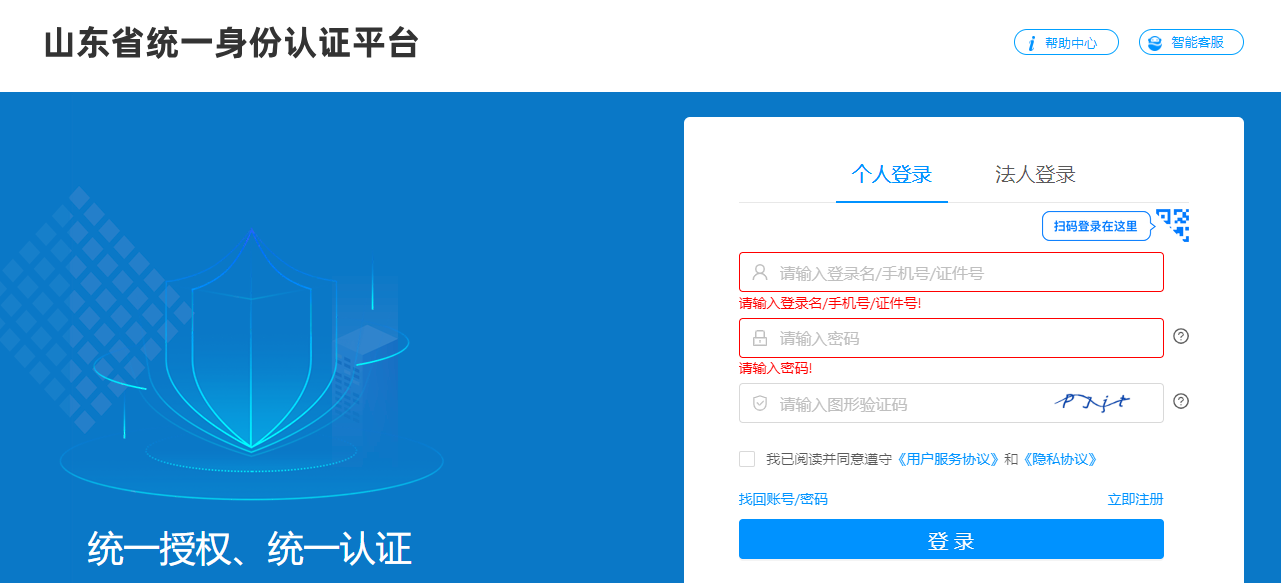 山东省统一身份认证平台
帮助中心
智能客服
个人登录
法人登录
扫码登录在这里
请输入登录名/手机号/证件号
请输入登录名/手机号/证件号!
请输入密码
请输入密码!
请输入图形验证码
我已阅读并同意遵守《用户服务协议》和《隐私协议》
找回账号/密码
立即注册
登录
统一授权、统一认证